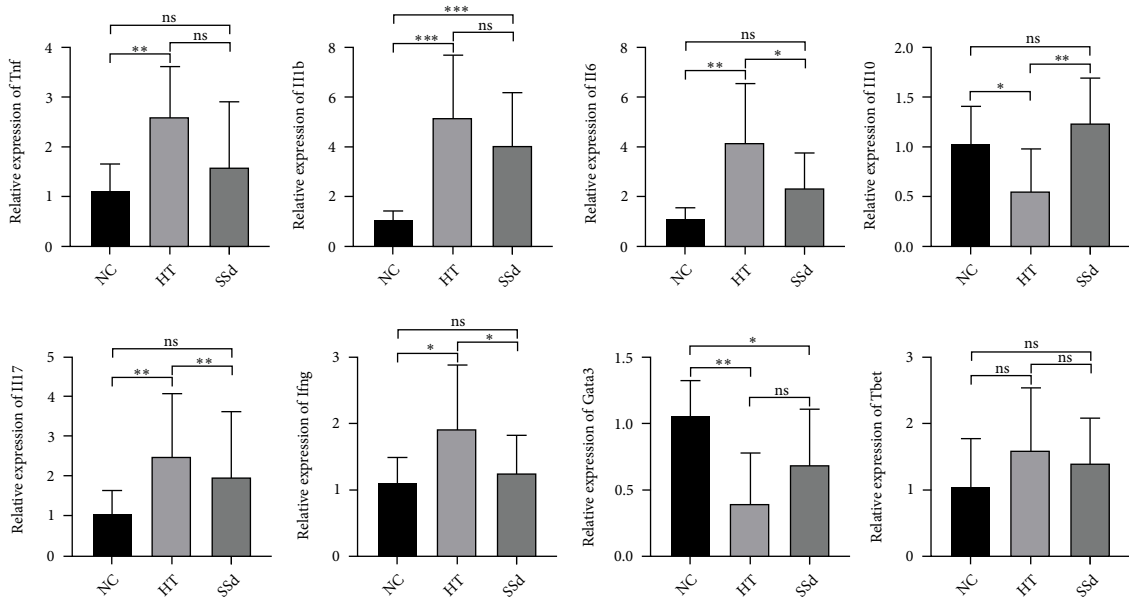 Relative expression of Tnf
ns
**
ns
4
3
2
1
0
NC
HT
SSd
Relative expression of Il1b
***
***
ns
8
6
4
2
0
NC
HT
SSd
Relative expression of Il6
ns
**
*
8
6
4
2
0
NC
HT
SSd
Relative expression of Il10
ns
*
**
2.0
1.5
1.0
0.5
0.0
NC
HT
SSd
Relative expression of Il17
ns
**
**
5
4
3
2
1
0
NC
HT
SSd
Relative expression of Ifng
ns
*
*
3
2
1
0
NC
HT
SSd
Relative expression of Gata3
*
**
ns
1.5
1.0
0.5
0.0
NC
HT
SSd
Relative expression of Tbet
ns
ns
ns
3
2
1
0
NC
HT
SSd